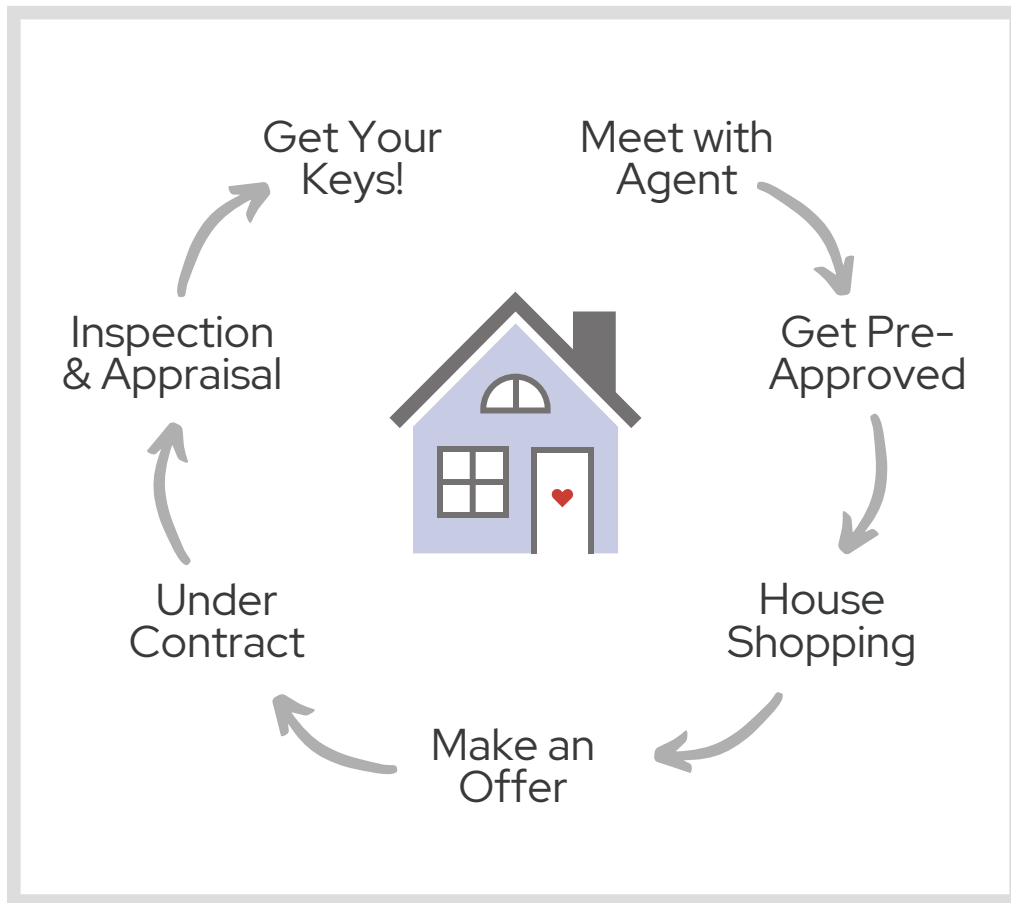 Meet with
Agent
Get Pre-
Approved
House
Shopping
Make an
Offer
Under
Contract
Inspection
& Appraisal
Get Your
Keys!